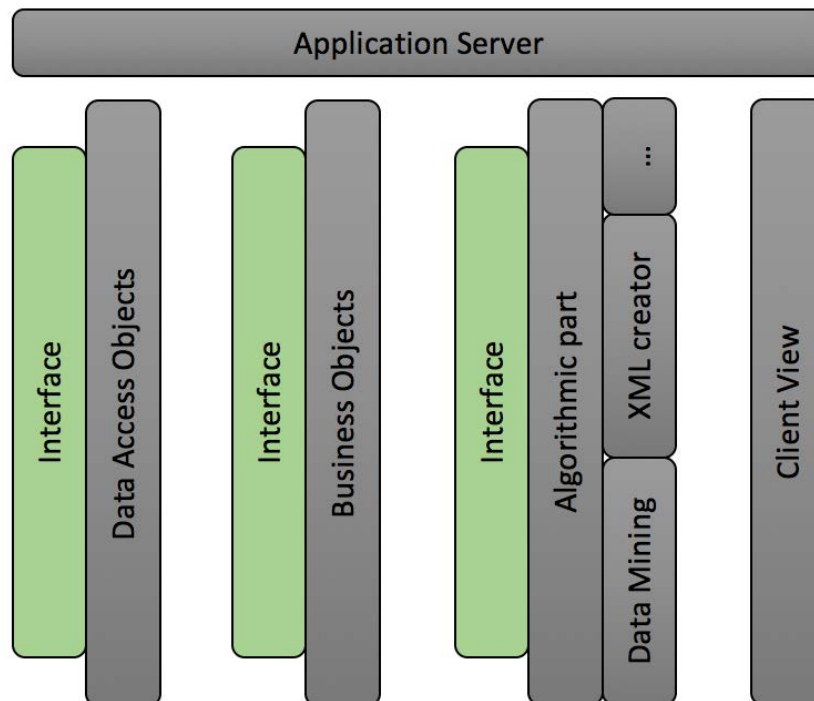 Application Server
Interface
Data Access Objects
Interface
Business Objects
Interface
Algorithmic part
...
XML creator
Data Mining
Client View